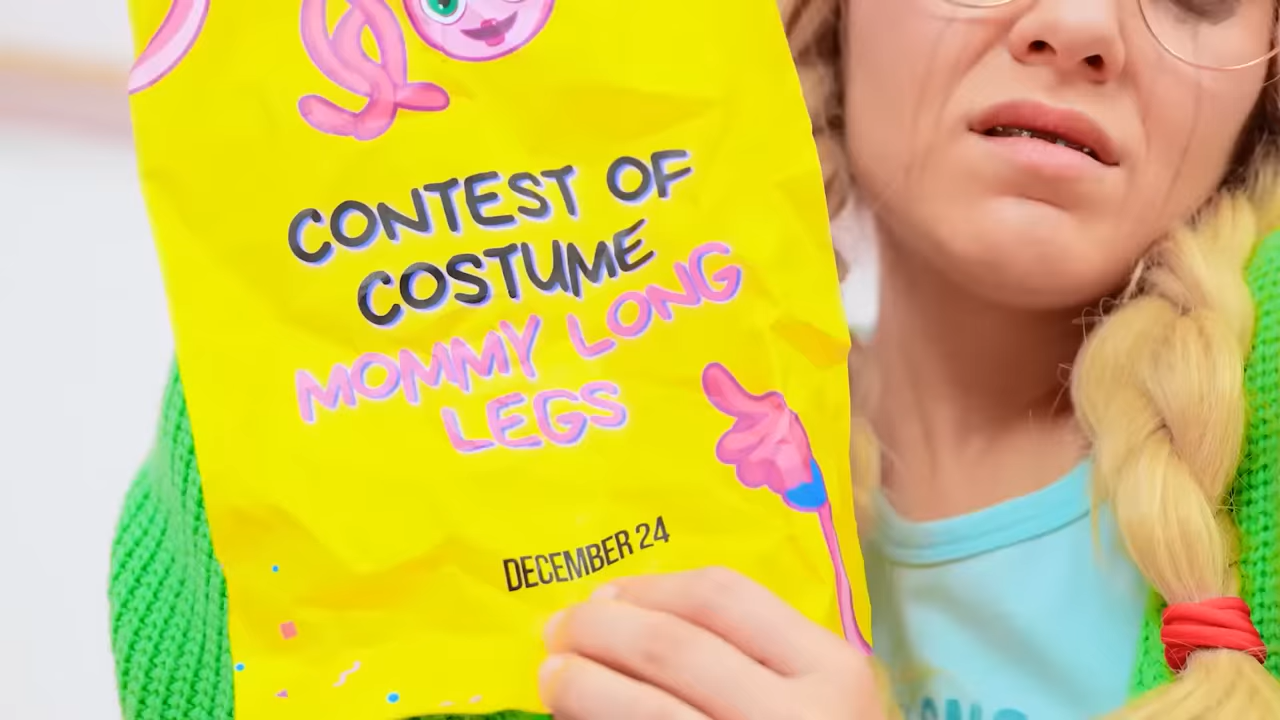 CONTEST OF
COSTUME
MOMMY LONG
LEGS
DECEMBER 24